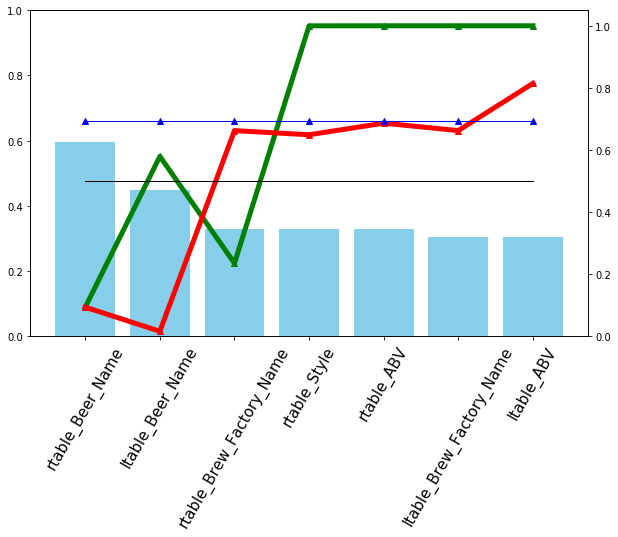 1.0
0.8
0.6
0.4
0.2
0.0
1.0
0.8
0.6
0.4
0.2
0.0
rtable_Beer_Name
ltable_Beer_Name
rtable_Brew_Factory_Name
rtable_Style
rtable_ABV
ltable_Brew_Factory_Name
ltable_ABV